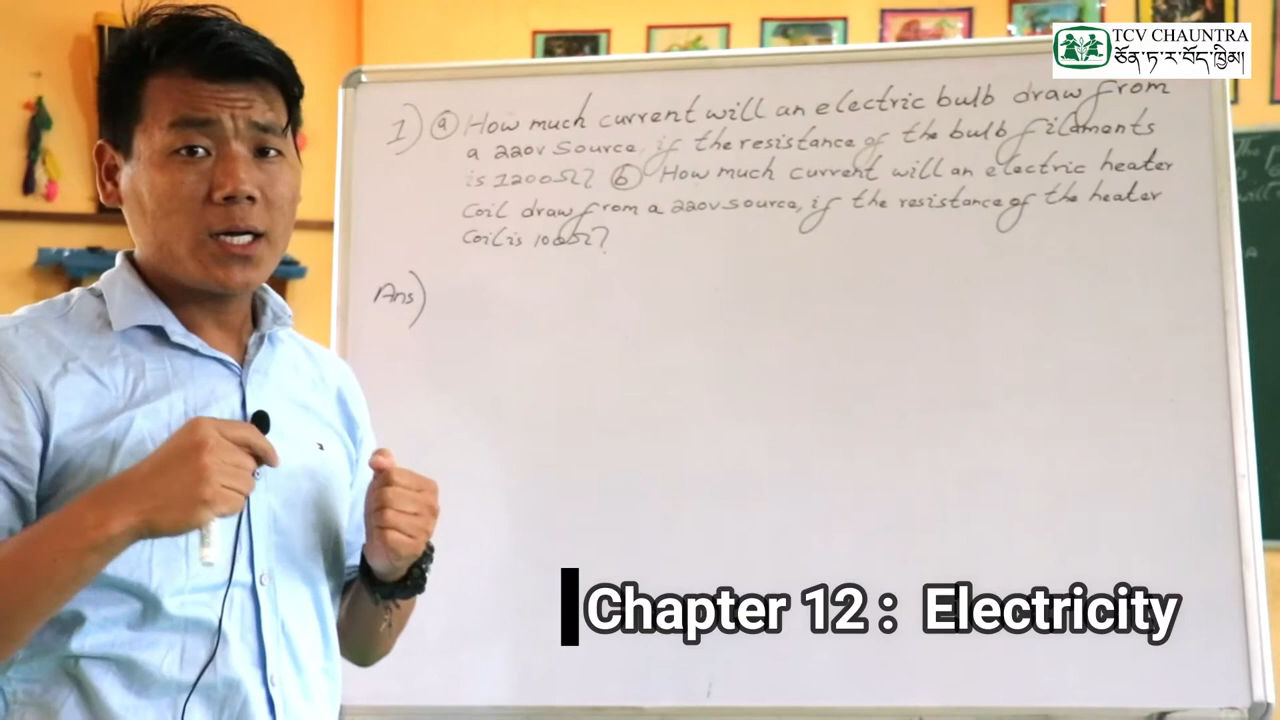 TCV CHAUNTRA
ཅོན་ཏ་ར་བོད་ཁྱིམ།
1) ⓐ How much current will an electric bulb draw from
a 220v source, if the resistance of the bulb filaments
is 1200Ω? ⓑ How much current will an electric heater
coil draw from a 220v source, if the resistance of the heater
coil is 100Ω?
Ans)
Chapter 12 : Electricity